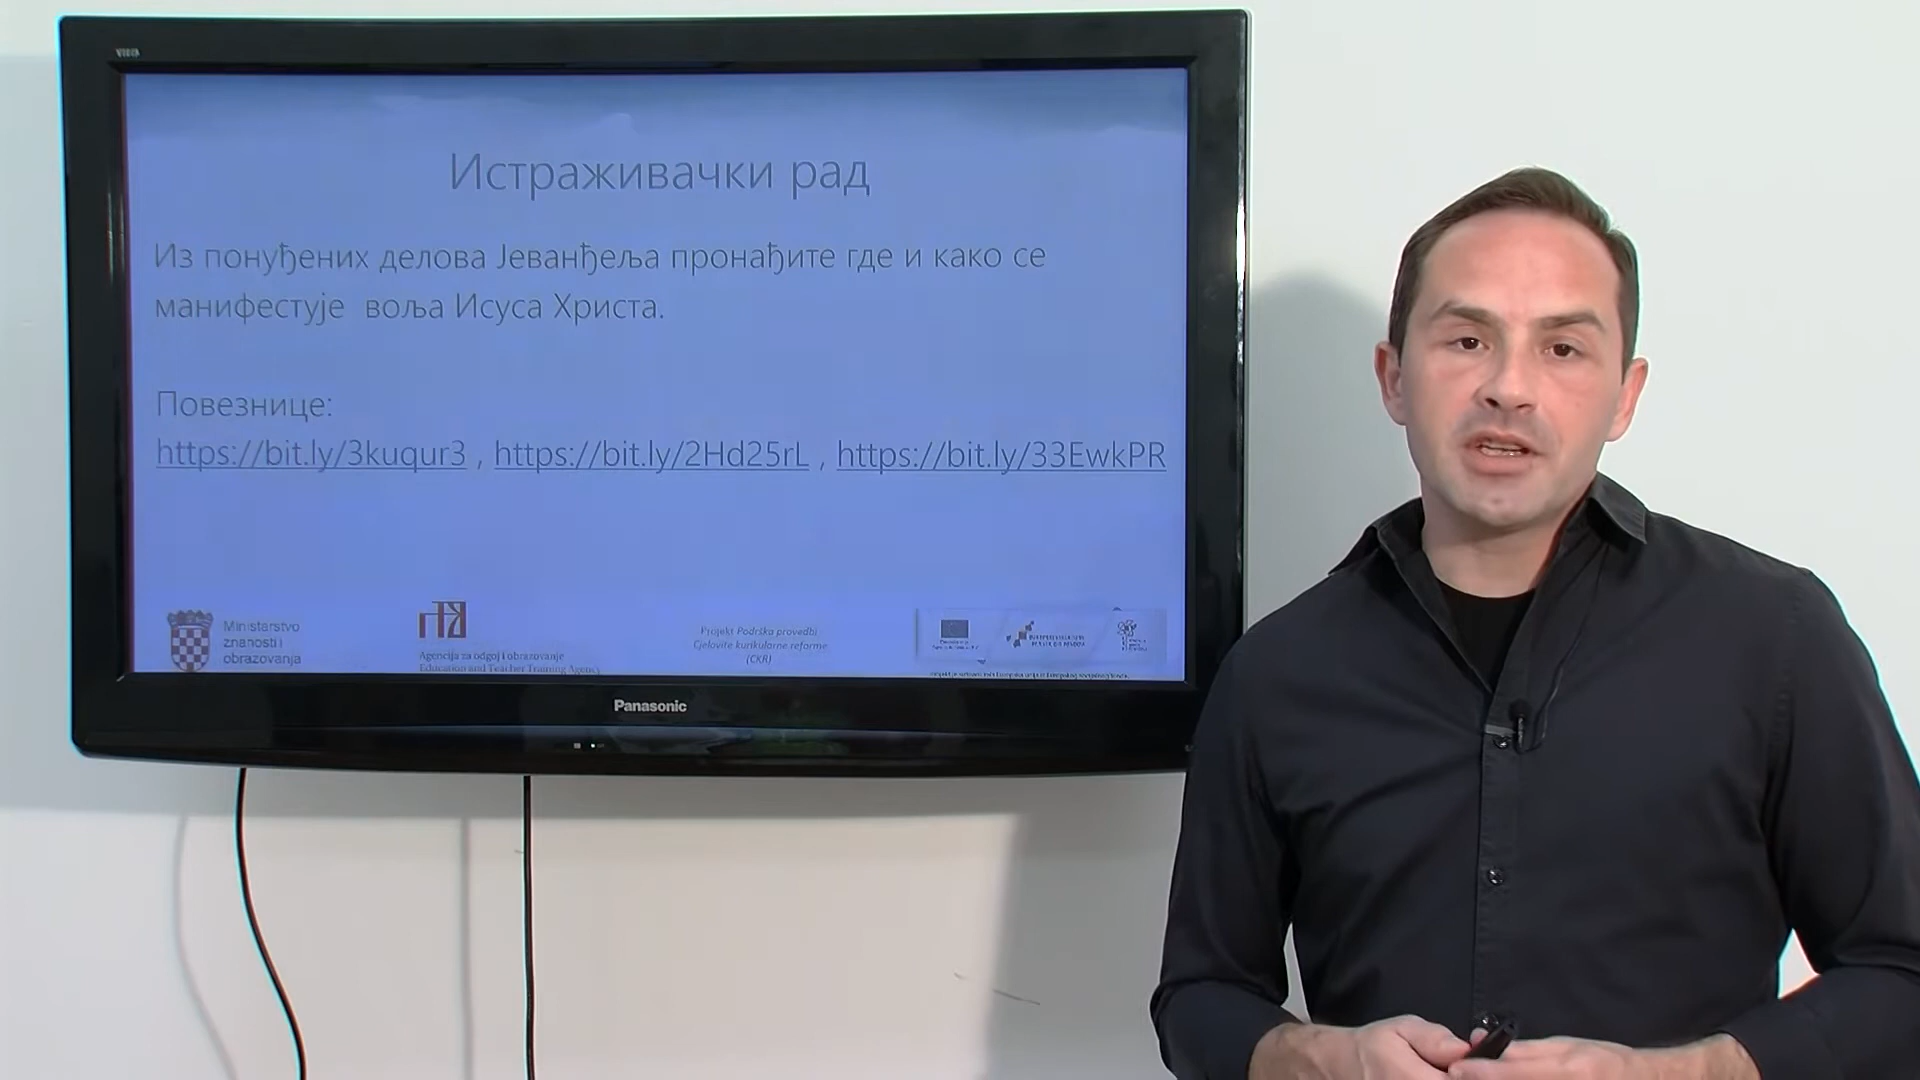 VIERA
Истраживачки рад
Из понуђених делова Јеванђеља пронађите где и како се
манифестује воља Исуса Христа.
Повезнице:
https://bit.ly/3kuqur3 , https://bit.ly/2Hd25rL , https://bit.ly/33EwkPR
Ministarstvo
znanosti i
obrazovanja
Agencija za odgoj i obrazovanje
Education and Teacher Training Agency
Projekt Podrška provedbi
Cjelovite kurikularne reforme
(CKR)
Panasonic